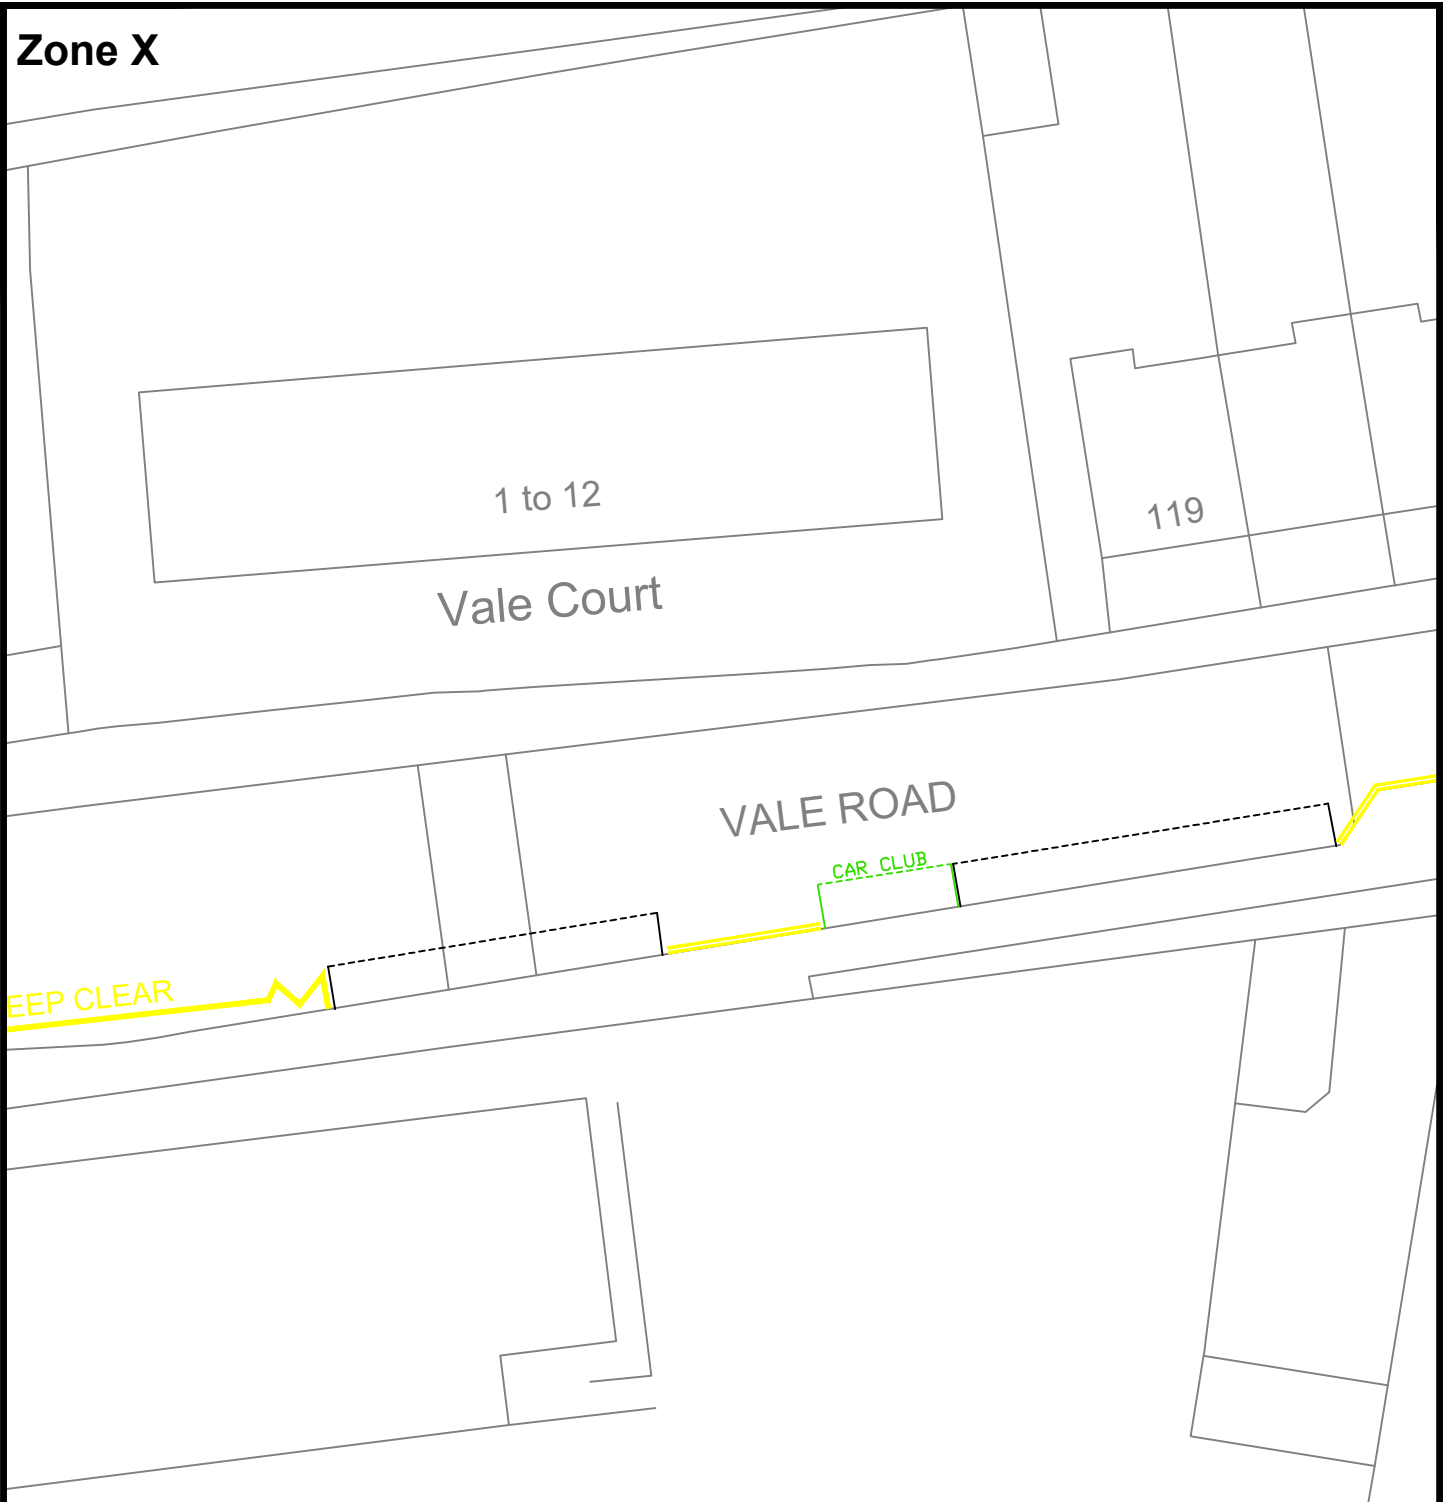 Zone X
1 to 12
119
Vale Court
VALE ROAD
CAR CLUB
EEP CLEAR